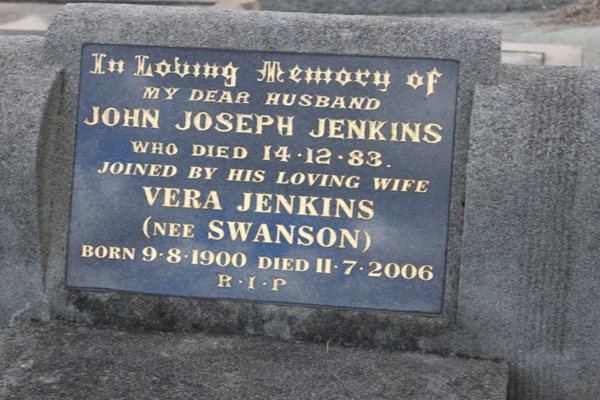 In Loving Memory of
MY DEAR HUSBAND
JOHN JOSEPH JENKINS
WHO DIED 14·12·83.
JOINED BY HIS LOVING WIFE
VERA JENKINS
(NEE SWANSON)
BORN 9·8·1900 DIED 11·7·2006
R·I·P